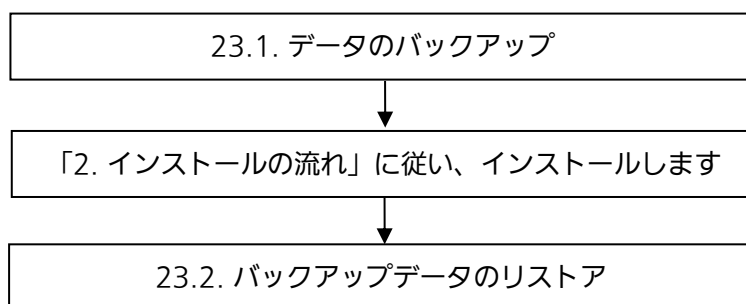 23.1. データのバックアップ
「2. インストールの流れ」に従い、インストールします
23.2. バックアップデータのリストア